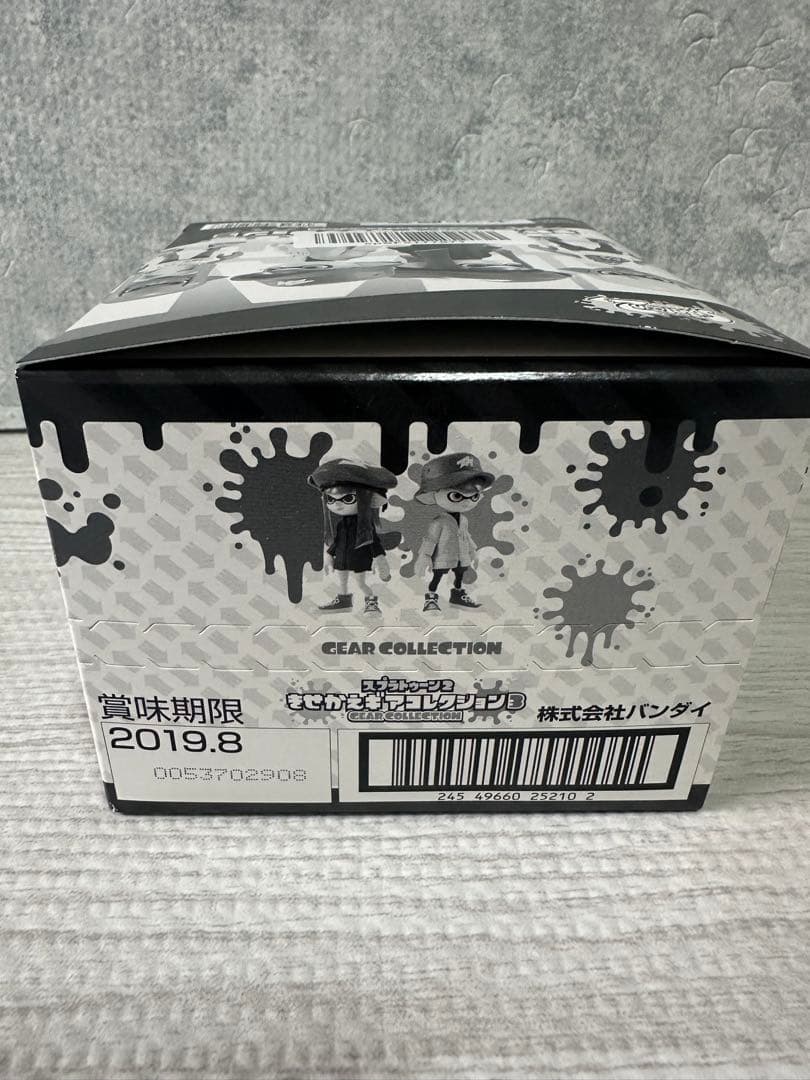 GEAR COLLECTION
スプラトゥーン2
きせかえギアコレクション3
GEAR COLLECTION
株式会社バンダイ
賞味期限
2019.8
0053702908
245 49660 25210 2